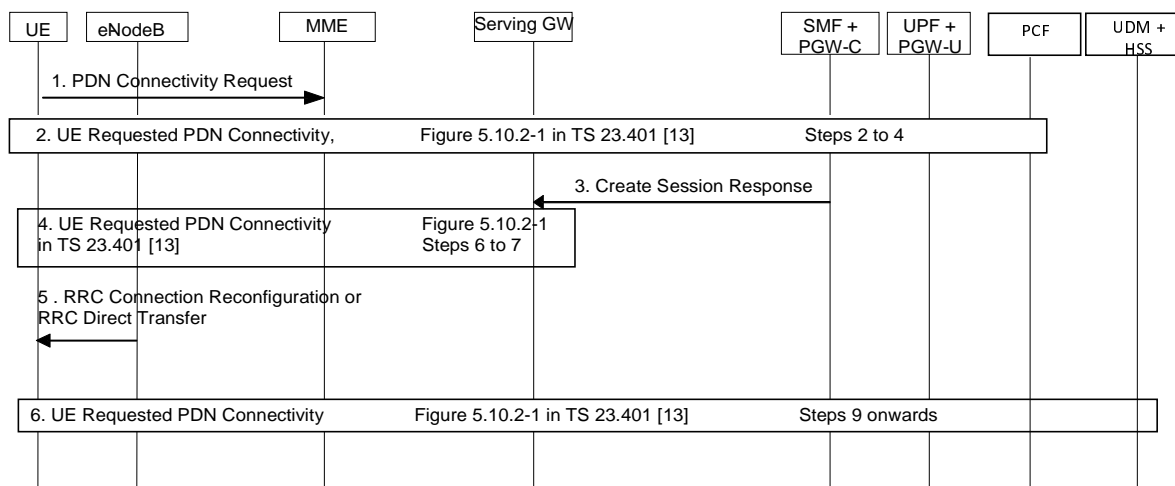 UE
eNodeB
MME
Serving GW
SMF +
PGW-C
UPF +
PGW-U
PCF
UDM +
HSS
1. PDN Connectivity Request
2. UE Requested PDN Connectivity, Figure 5.10.2-1 in TS 23.401 [13] Steps 2 to 4
3. Create Session Response
4. UE Requested PDN Connectivity Figure 5.10.2-1
in TS 23.401 [13] Steps 6 to 7
5 . RRC Connection Reconfiguration or
RRC Direct Transfer
6. UE Requested PDN Connectivity Figure 5.10.2-1 in TS 23.401 [13] Steps 9 onwards